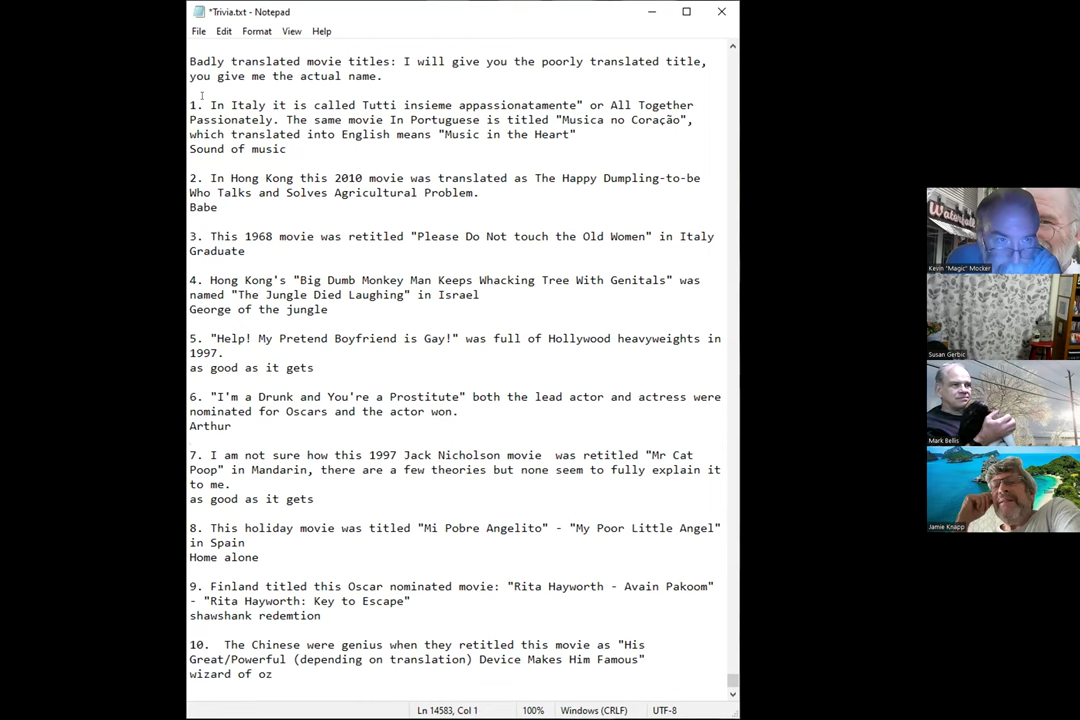 *Trivia.txt - Notepad
File Edit Format View Help
Badly translated movie titles: I will give you the poorly translated title,
you give me the actual name.
1. In Italy it is called Tutti insieme appassionatamente" or All Together
Passionately. The same movie In Portuguese is titled "Musica no Coração",
which translated into English means "Music in the Heart"
Sound of music
2. In Hong Kong this 2010 movie was translated as The Happy Dumpling-to-be
Who Talks and Solves Agricultural Problem.
Babe
3. This 1968 movie was retitled "Please Do Not touch the Old Women" in Italy
Graduate
4. Hong Kong's "Big Dumb Monkey Man Keeps Whacking Tree With Genitals" was
named "The Jungle Died Laughing" in Israel
George of the jungle
5. "Help! My Pretend Boyfriend is Gay!" was full of Hollywood heavyweights in
1997.
as good as it gets
6. "I'm a Drunk and You're a Prostitute" both the lead actor and actress were
nominated for Oscars and the actor won.
Arthur
7. I am not sure how this 1997 Jack Nicholson movie  was retitled "Mr Cat
Poop" in Mandarin, there are a few theories but none seem to fully explain it
to me.
as good as it gets
8. This holiday movie was titled "Mi Pobre Angelito" - "My Poor Little Angel"
in Spain
Home alone
9. Finland titled this Oscar nominated movie: "Rita Hayworth - Avain Pakoom"
- "Rita Hayworth: Key to Escape"
shawshank redemtion
10.  The Chinese were genius when they retitled this movie as "His
Great/Powerful (depending on translation) Device Makes Him Famous"
wizard of oz
Ln 14583, Col 1 100% Windows (CRLF) UTF-8
Waterfall
Kevin "Magic" Mocker
Susan Gerbic
Mark Bellis
Jamie Knapp